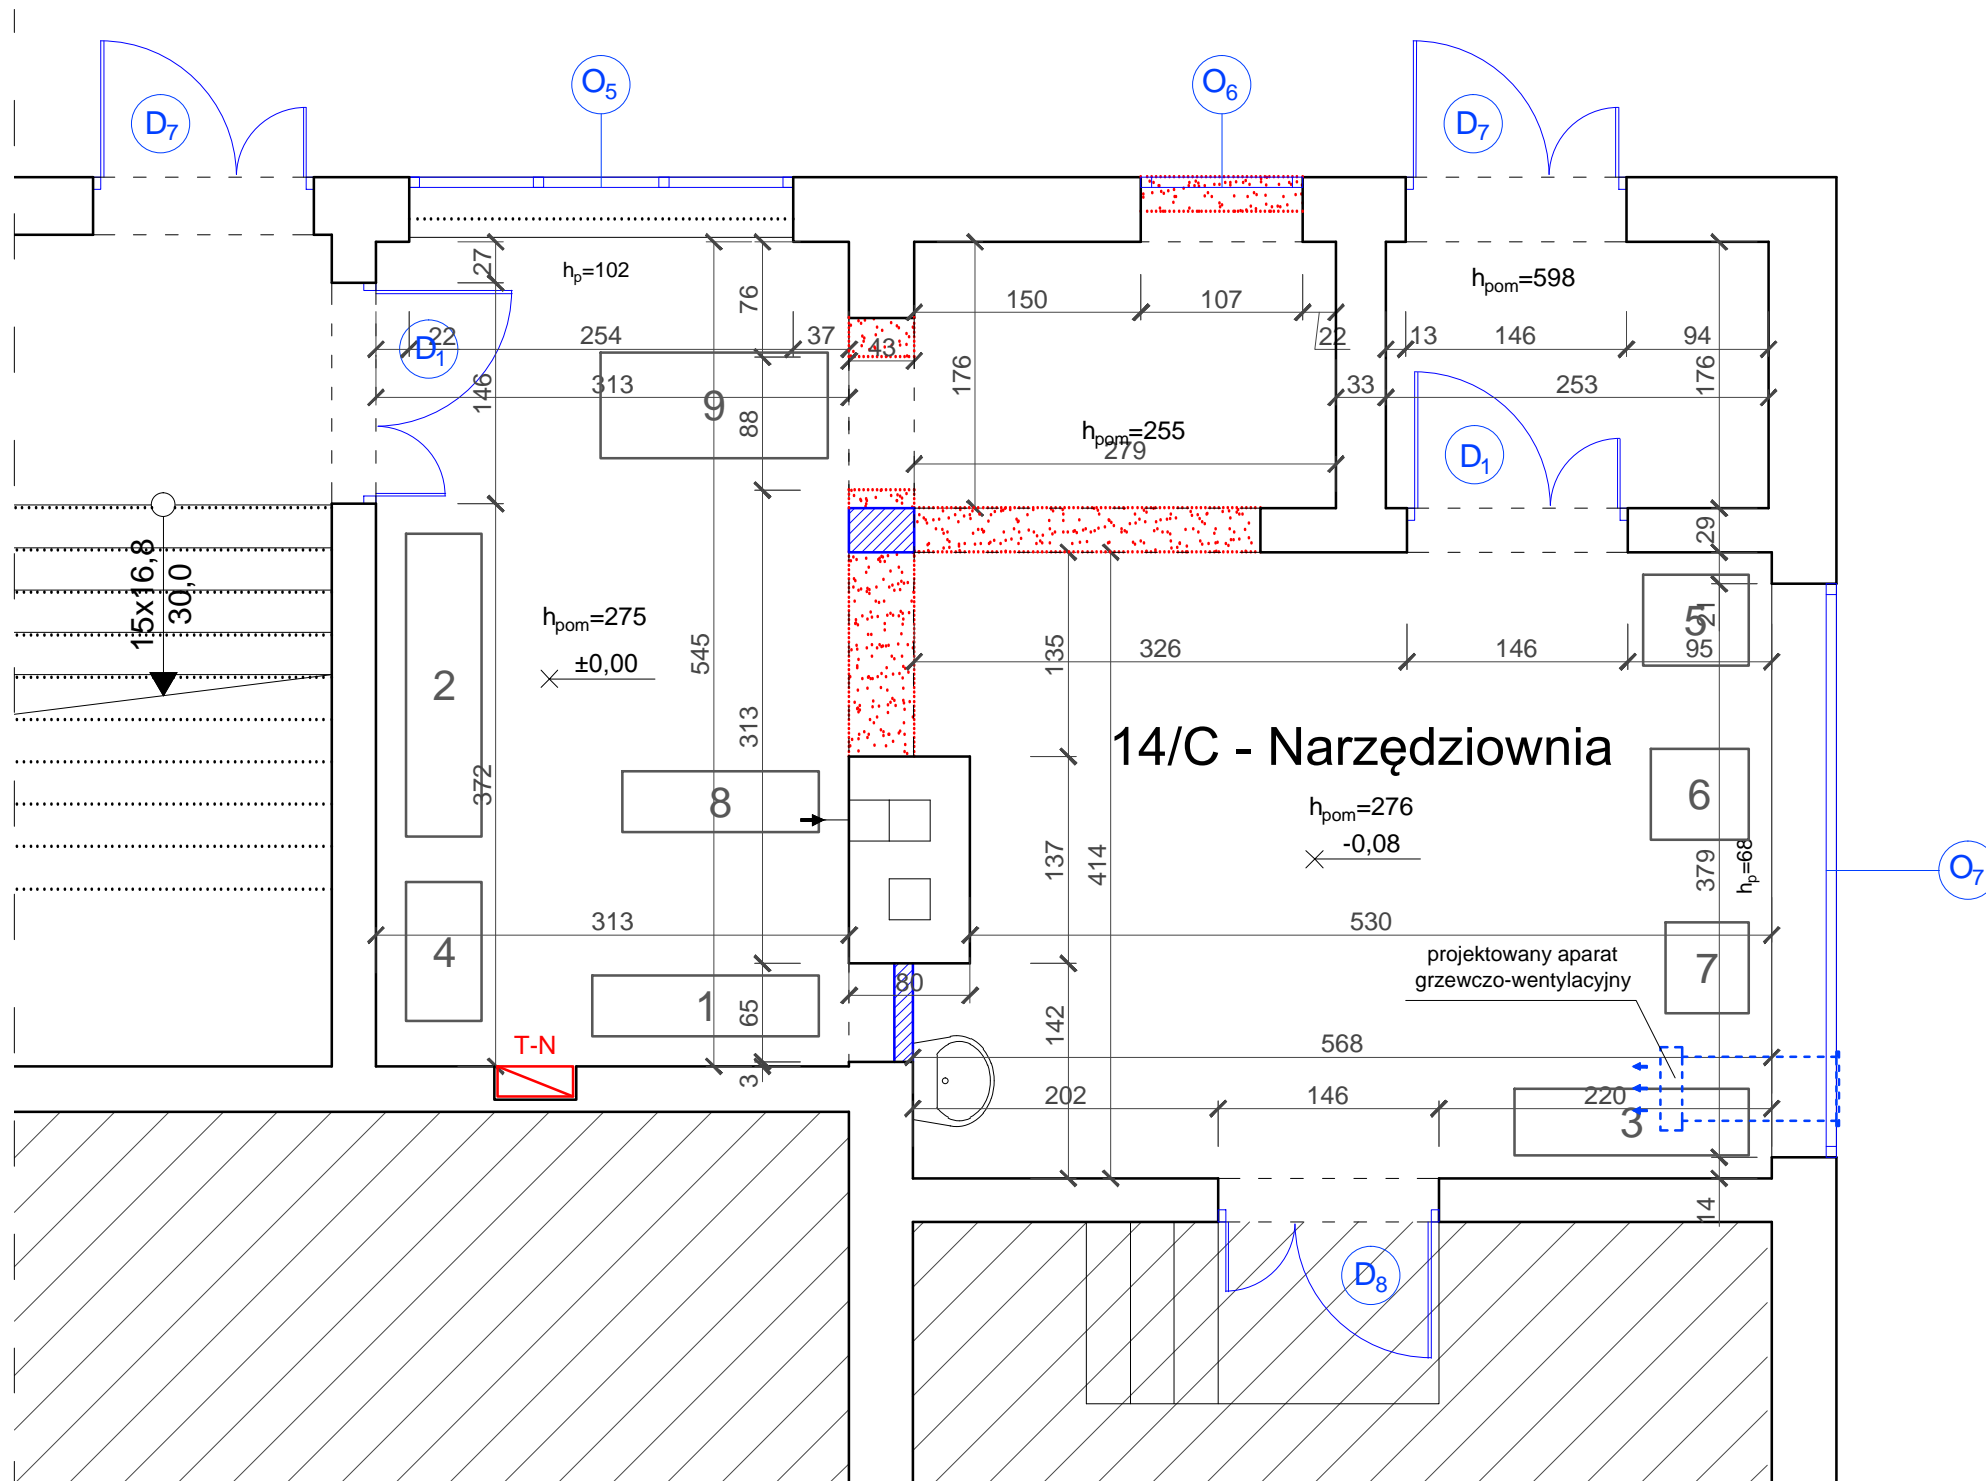 O5
O6
D7
D7
27
hp=102
76
hpom=598
150
107
22
254
37
43
22
13
146
94
D1
146
313
9
88
176
33
253
176
hpom=255
279
D1
29
15x16,8
30,0
hpom=275
±0,00
2
545
135
326
146
95
5
21
313
14/C - Narzędziownia
372
8
hpom=276
-0,08
6
137
414
379
hp=68
O7
313
530
4
projektowany aparat
grzewczo-wentylacyjny
7
80
1
65
142
T-N
568
3
202
146
220
3
14
D8